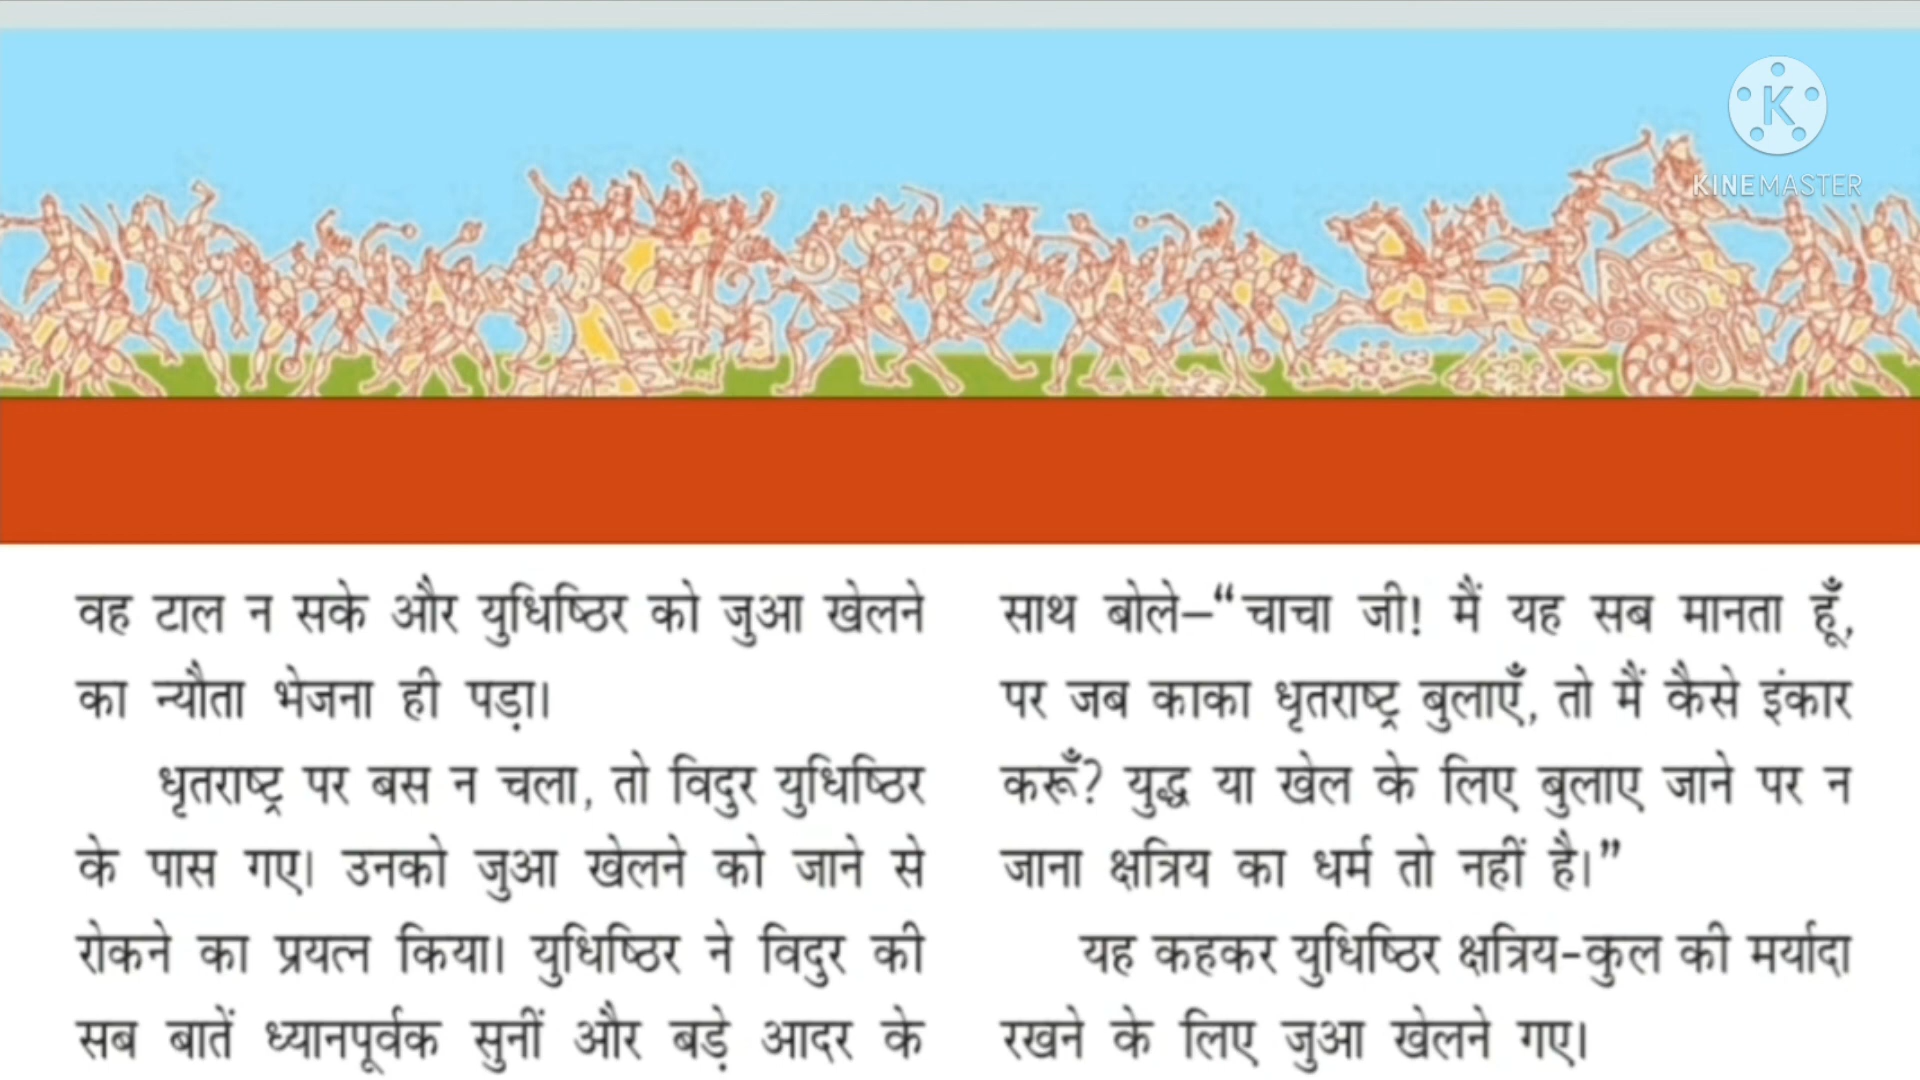 KINEMASTER
वह टाल न सके और युधिष्ठिर को जुआ खेलने
का न्यौता भेजना ही पड़ा।
धृतराष्ट्र पर बस न चला, तो विदुर युधिष्ठिर
के पास गए। उनको जुआ खेलने को जाने से
रोकने का प्रयत्न किया। युधिष्ठिर ने विदुर की
सब बातें ध्यानपूर्वक सुनीं और बड़े आदर के
साथ बोले–“चाचा जी! मैं यह सब मानता हूँ,
पर जब काका धृतराष्ट्र बुलाएँ, तो मैं कैसे इंकार
करूँ? युद्ध या खेल के लिए बुलाए जाने पर न
जाना क्षत्रिय का धर्म तो नहीं है।”
यह कहकर युधिष्ठिर क्षत्रिय-कुल की मर्यादा
रखने के लिए जुआ खेलने गए।